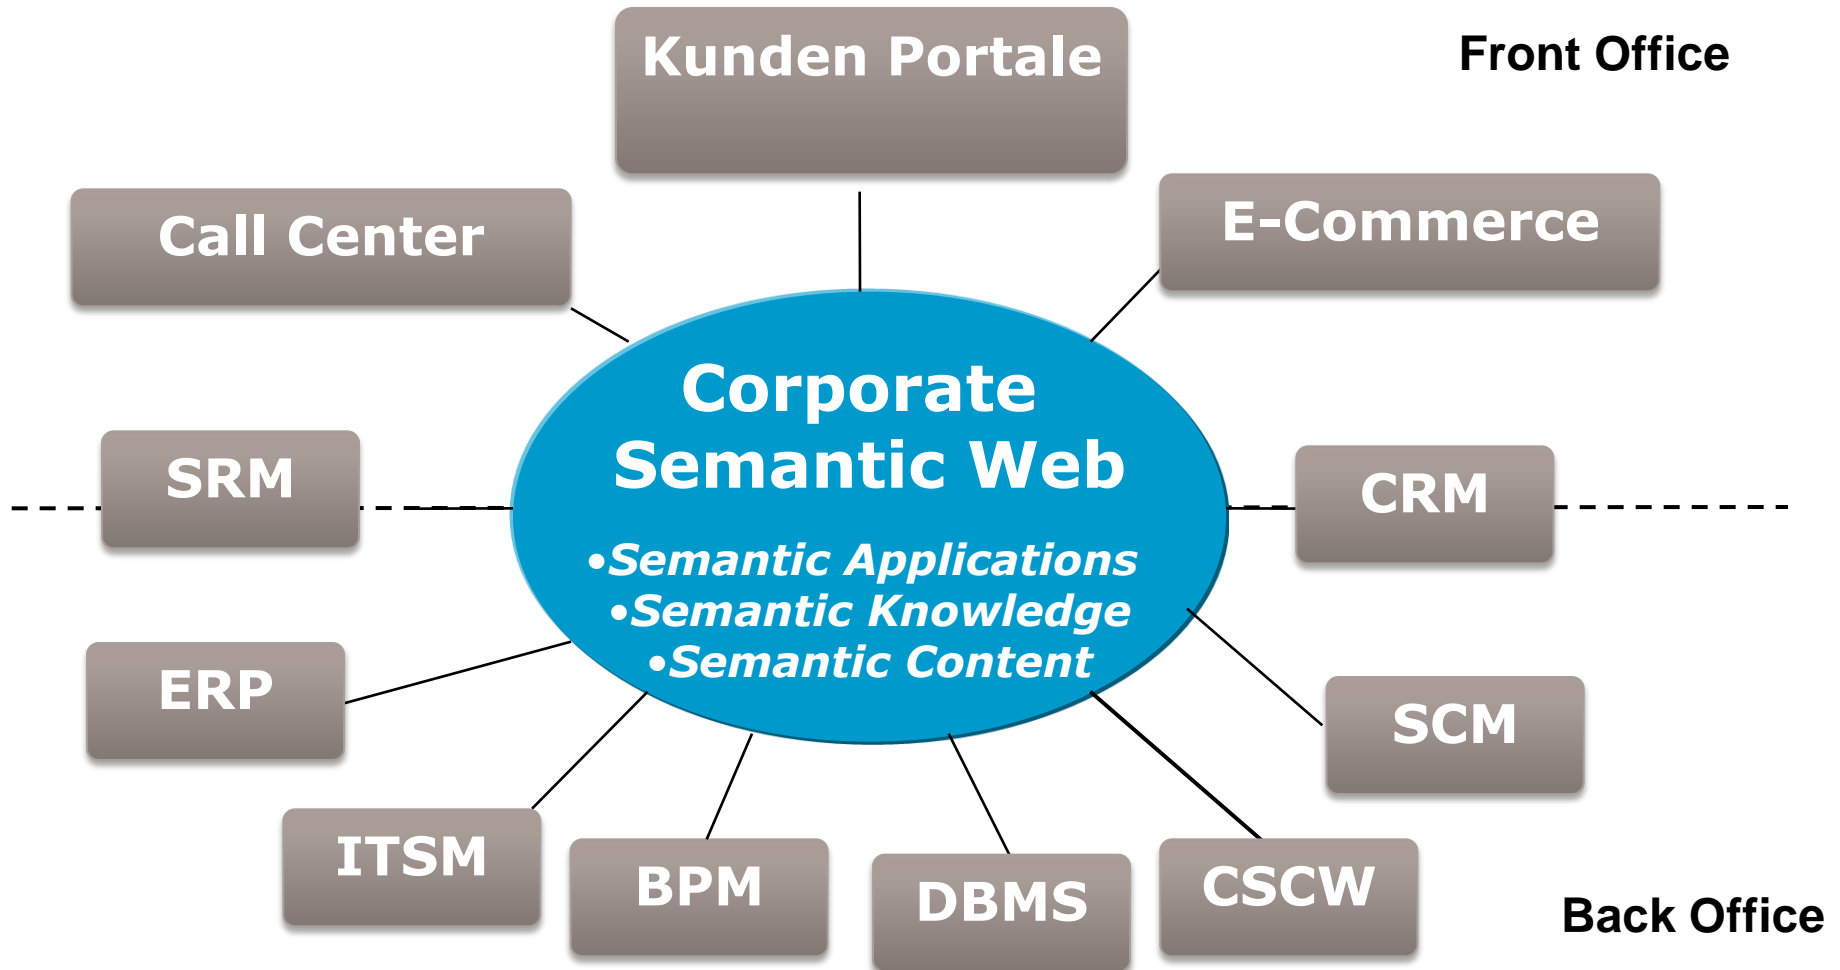 Kunden Portale
Front Office
Call Center
E-Commerce
Corporate
Semantic Web
SRM
CRM
•Semantic Applications
•Semantic Knowledge
•Semantic Content
ERP
SCM
ITSM
BPM
DBMS
CSCW
Back Office